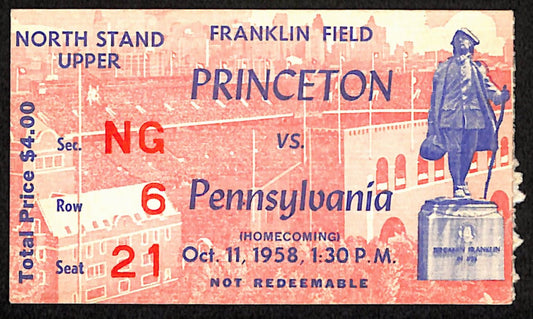 NORTH STAND
UPPER
Total Price $4.00
Sec. NG
Row 6
Seat 21
FRANKLIN FIELD
PRINCETON
VS.
Pennsylvania
(HOMECOMING)
Oct. 11, 1958, 1:30 P.M.
NOT REDEEMABLE
BENJAMIN FRANKLIN